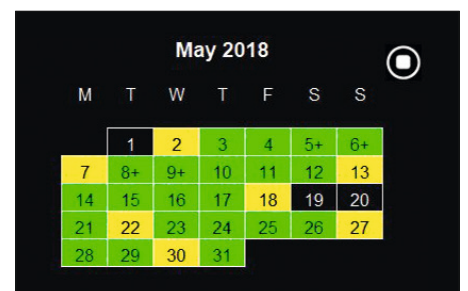 May 2018
M T W T F S S
1 2 3 4 5+ 6+
7 8+ 9+ 10 11 12 13
14 15 16 17 18 19 20
21 22 23 24 25 26 27
28 29 30 31